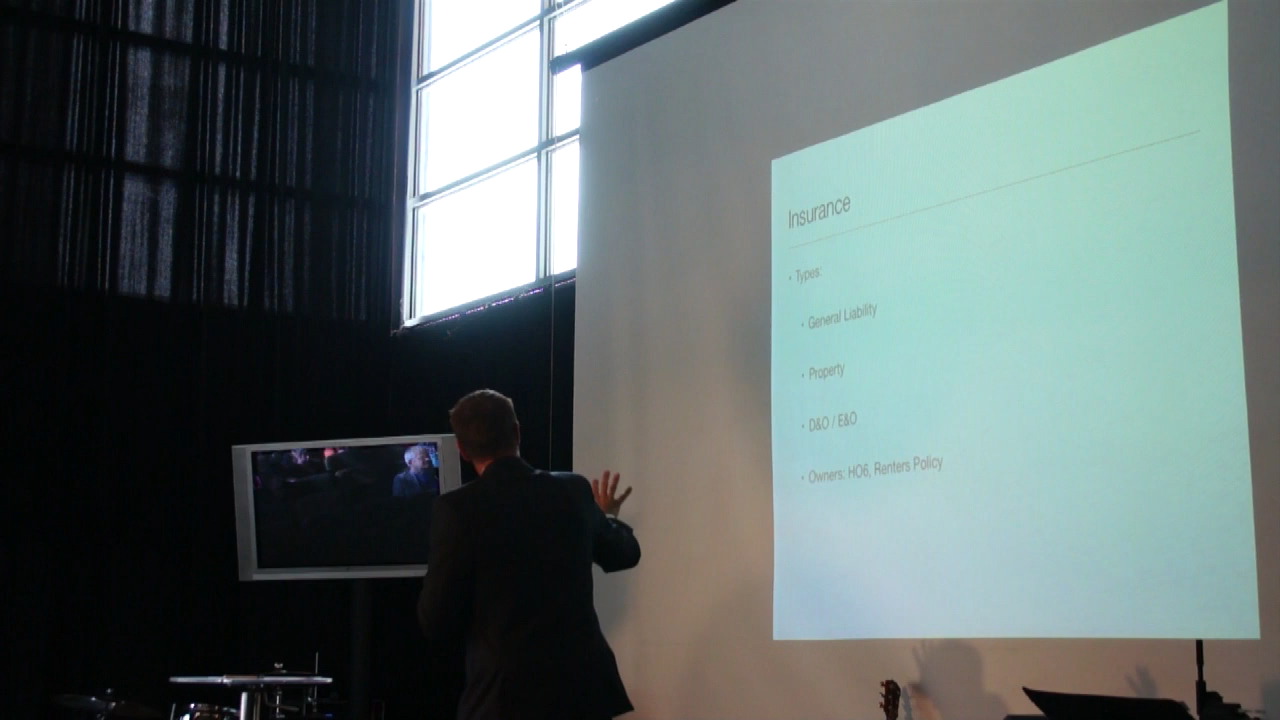 Insurance
• Types:
• General Liability
• Property
• D&O / E&O
• Owners: HO6, Renters Policy